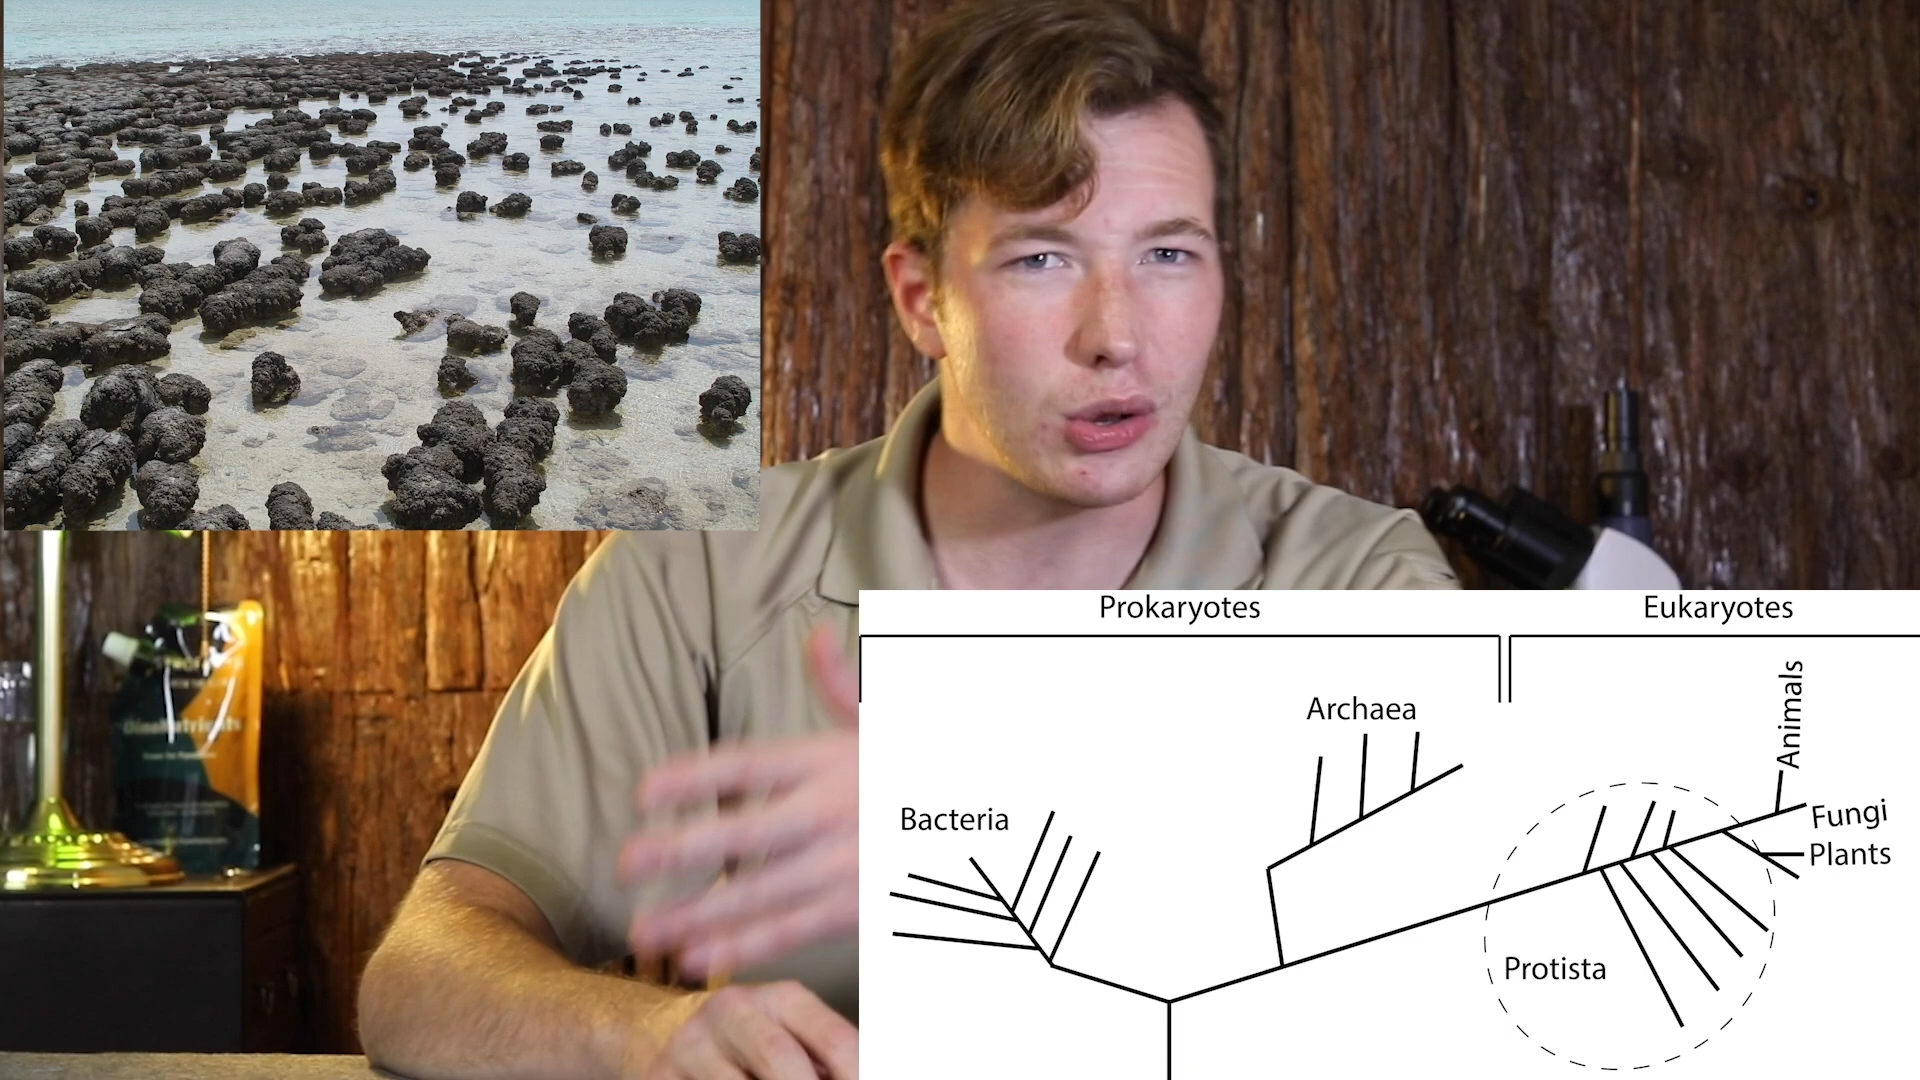 Prokaryotes
Eukaryotes
Animals
Archaea
Bacteria
Fungi
Plants
Protista